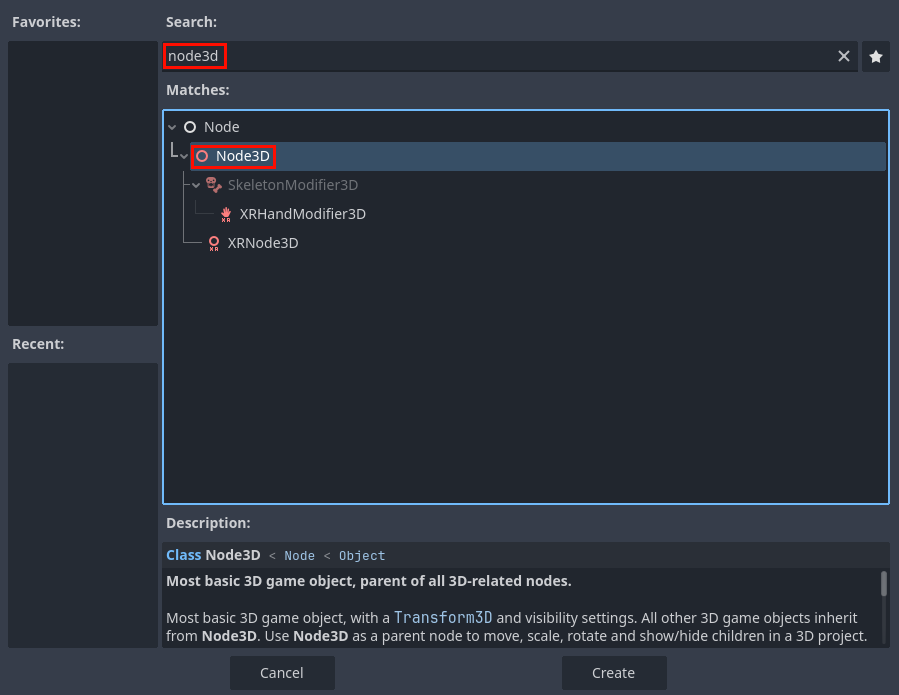 Favorites:
Search:
node3d
Matches:
Node
Node3D
SkeletonModifier3D
XRHandModifier3D
XRNode3D
Recent:
Description:
Class Node3D < Node < Object
Most basic 3D game object, parent of all 3D-related nodes.
Most basic 3D game object, with a Transform3D and visibility settings. All other 3D game objects inherit
from Node3D. Use Node3D as a parent node to move, scale, rotate and show/hide children in a 3D project.
Cancel
Create